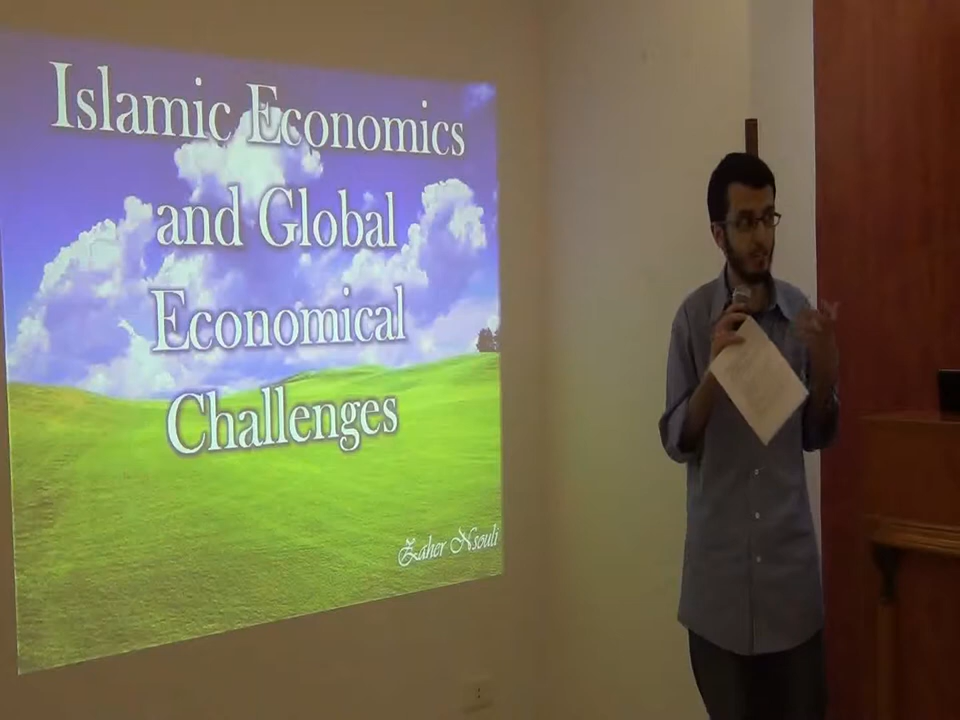 Islamic Economics
and Global
Economical
Challenges
Zaher Nsouli